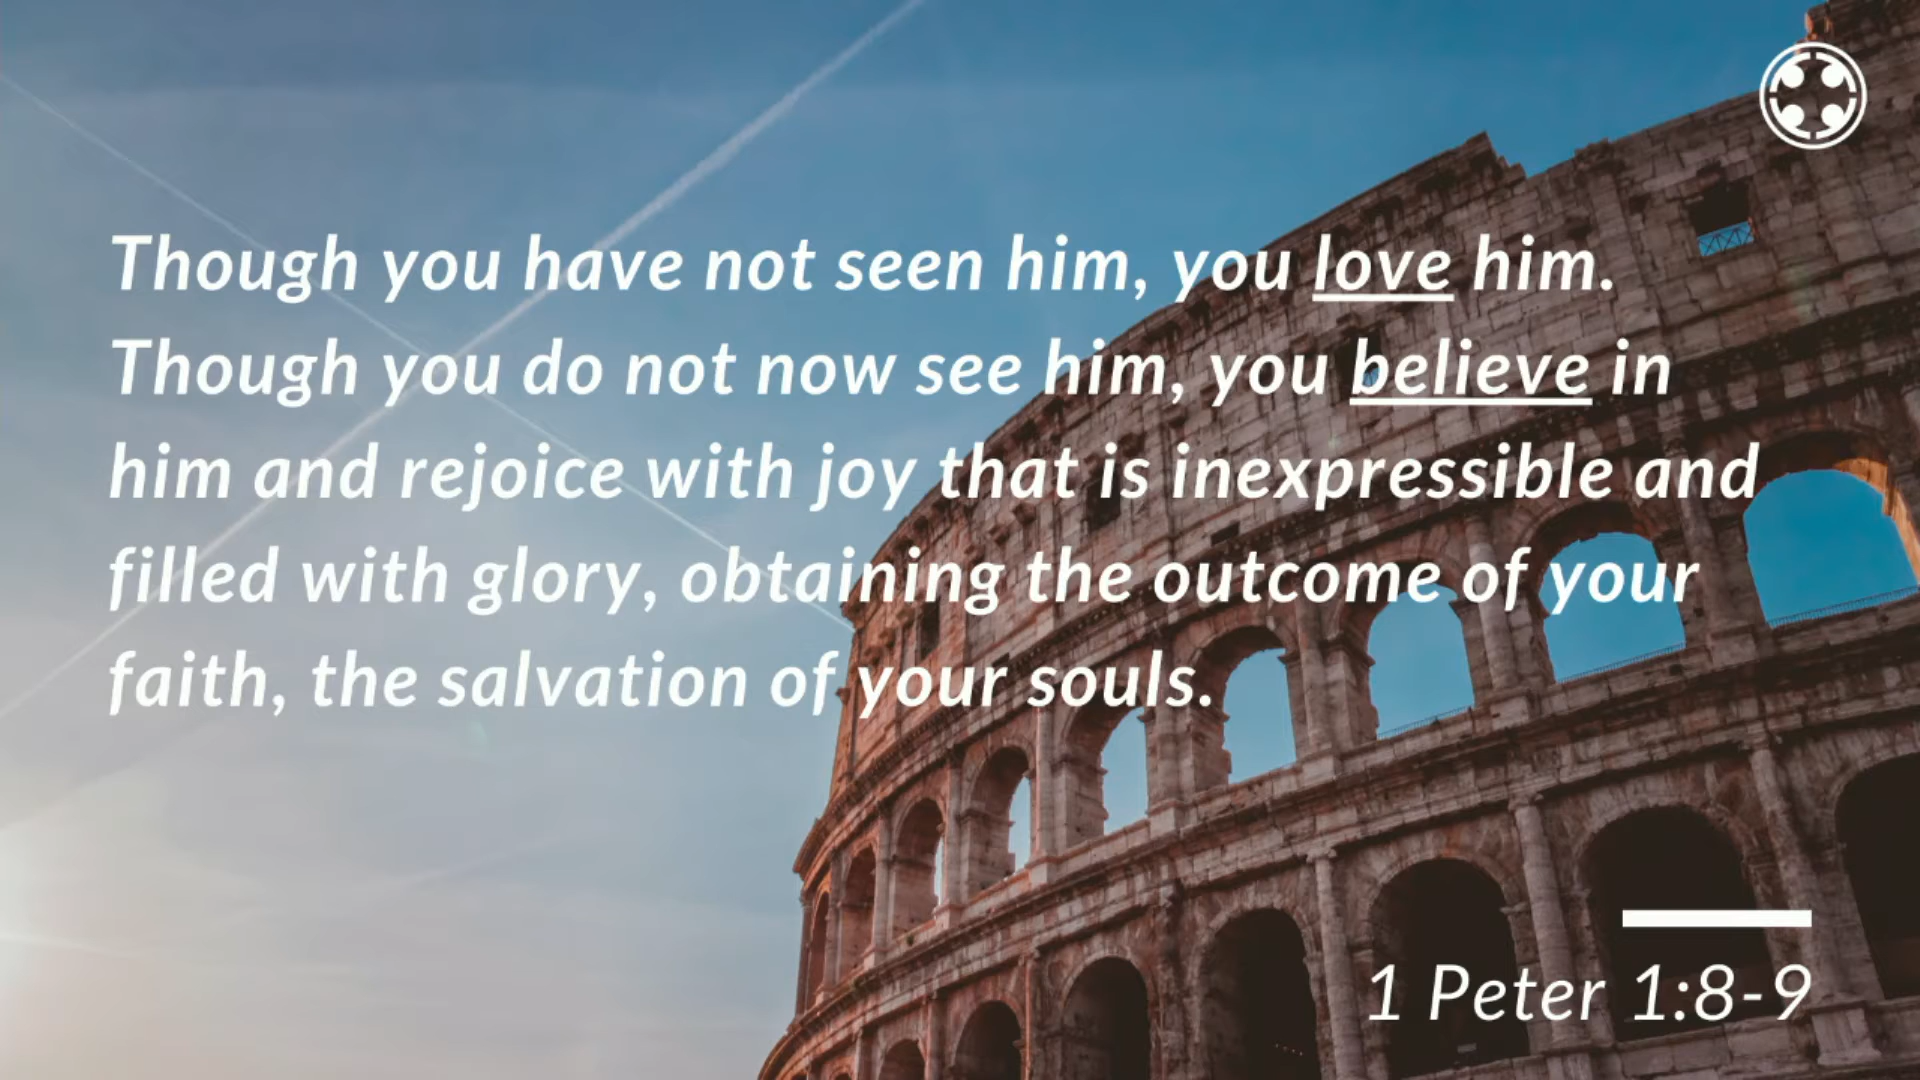 Though you have not seen him, you love him.
Though you do not now see him, you believe in
him and rejoice with joy that is inexpressible and
filled with glory, obtaining the outcome of your
faith, the salvation of your souls.
1 Peter 1:8-9